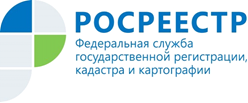 РОСРЕЕСТР
Федеральная служба
государственной регистрации,
кадастра и картографии